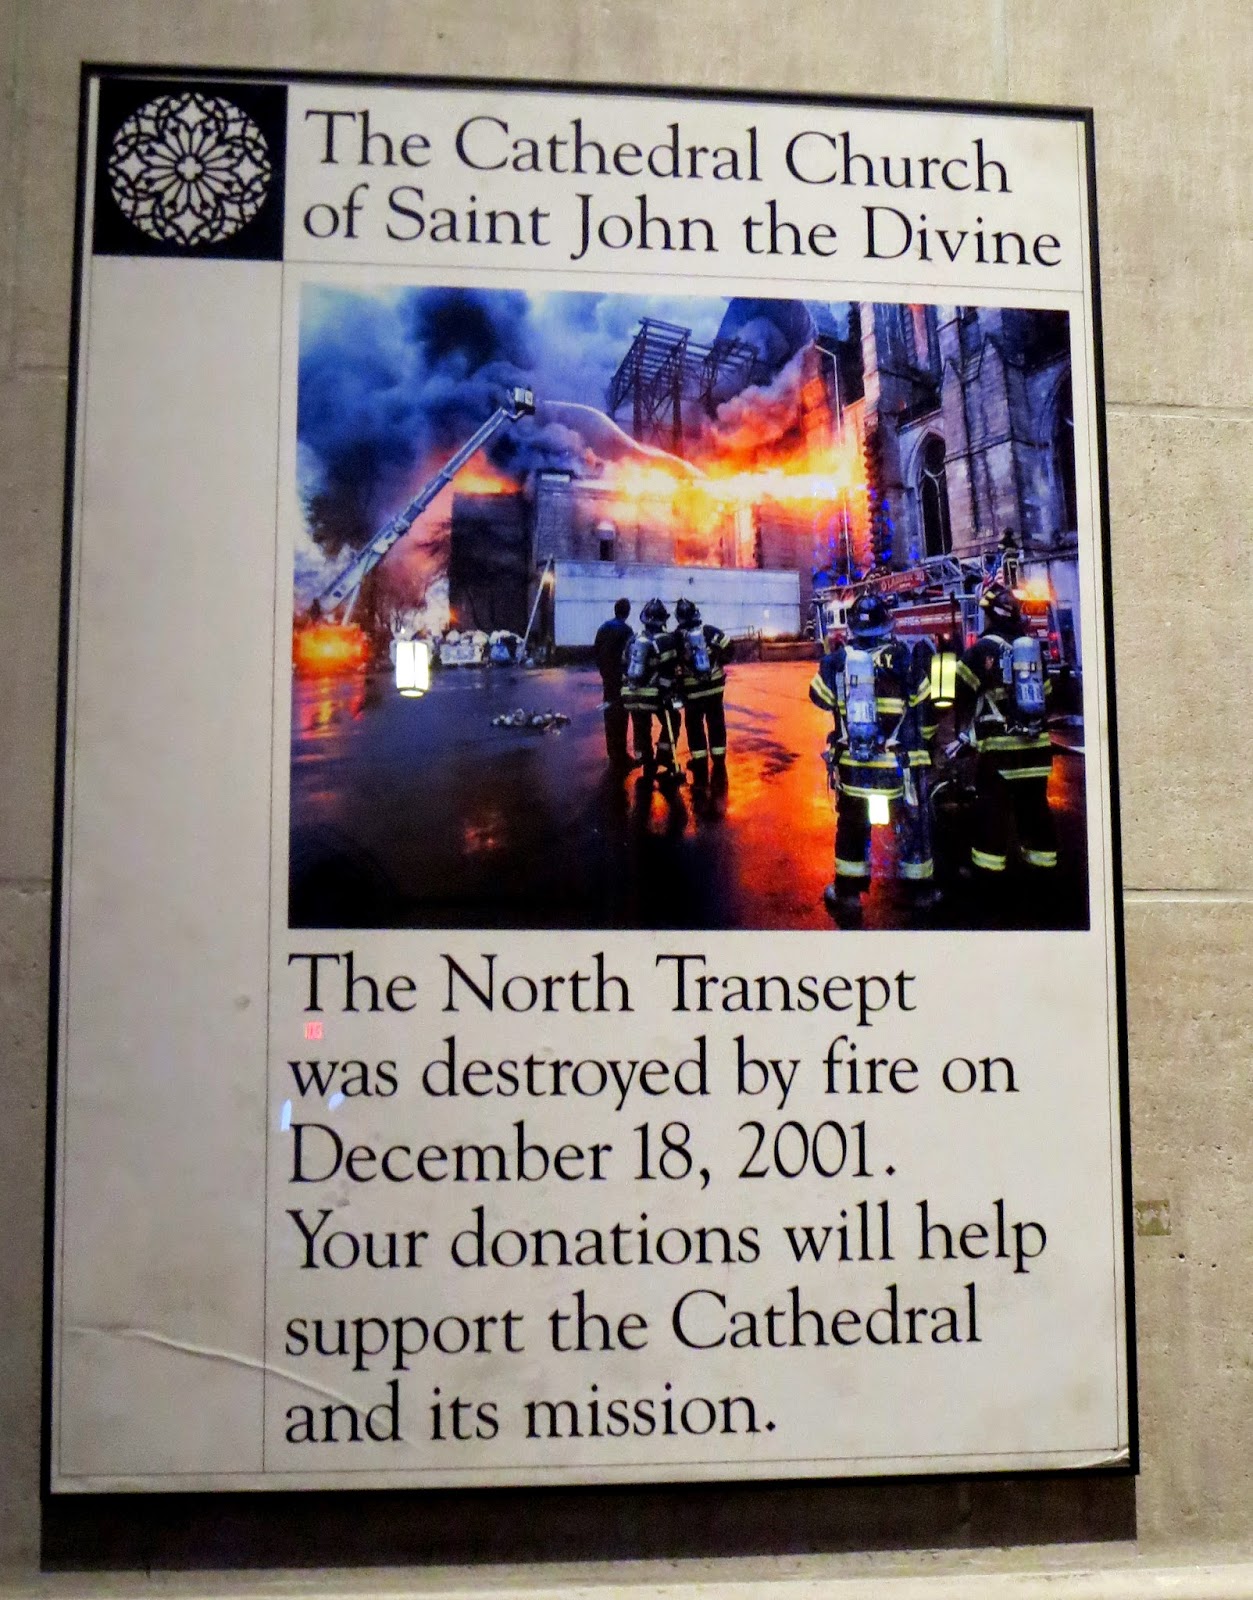 The Cathedral Church
of Saint John the Divine
The North Transept
was destroyed by fire on
December 18, 2001.
Your donations will help
support the Cathedral
and its mission.